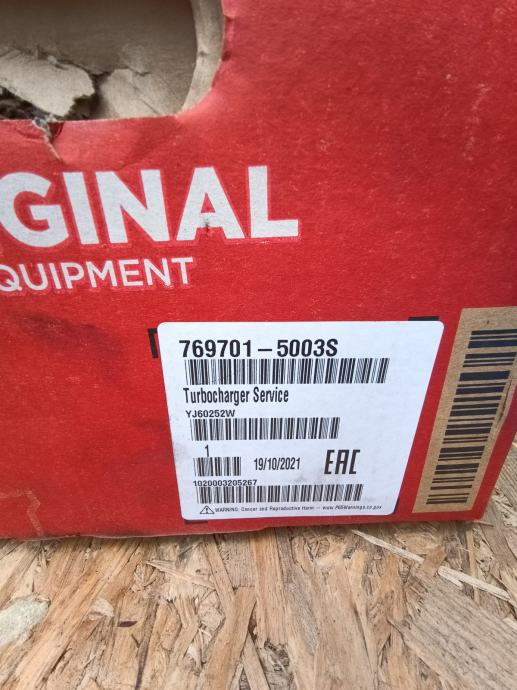 GINAL
QUIPMENT
769701-5003S
Turbocharger Service
YJ60252W
1
19/10/2021 EAC
1020003205267
WARNING: Cancer and Reproductive Harm - www.P65Warnings.ca.gov